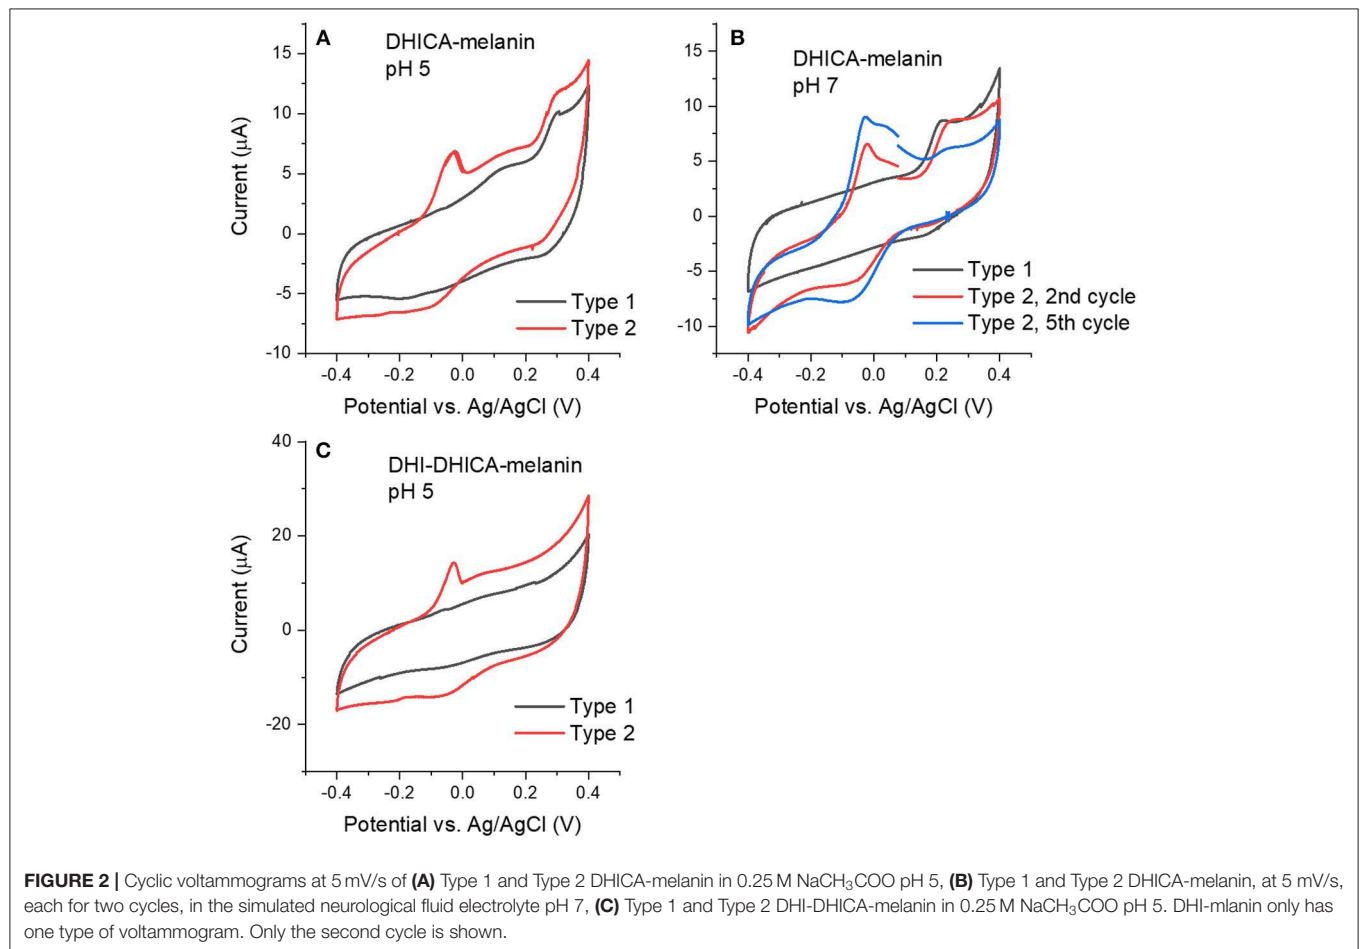 A
DHICA-melanin
pH 5
15
10
5
0
-5
-10
Current (μA)
-0.4
-0.2
0.0
0.2
0.4
Potential vs. Ag/AgCl (V)
Type 1
Type 2
B
DHICA-melanin
pH 7
15
10
5
0
-5
-10
-0.4
-0.2
0.0
0.2
0.4
Potential vs. Ag/AgCl (V)
Type 1
Type 2, 2nd cycle
Type 2, 5th cycle
C
DHI-DHICA-melanin
pH 5
40
20
0
-20
Current (μA)
-0.4
-0.2
0.0
0.2
0.4
Potential vs. Ag/AgCl (V)
Type 1
Type 2
FIGURE 2 | Cyclic voltammograms at 5 mV/s of (A) Type 1 and Type 2 DHICA-melanin in 0.25 M NaCH₃COO pH 5, (B) Type 1 and Type 2 DHICA-melanin, at 5 mV/s,
each for two cycles, in the simulated neurological fluid electrolyte pH 7, (C) Type 1 and Type 2 DHI-DHICA-melanin in 0.25 M NaCH₃COO pH 5. DHI-mlanin only has
one type of voltammogram. Only the second cycle is shown.